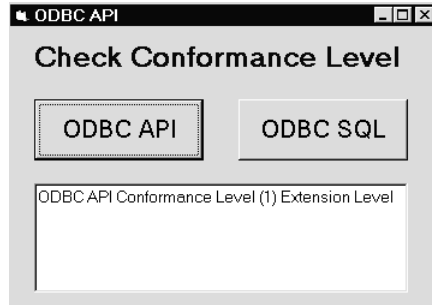 ODBC API
Check Conformance Level
ODBC API
ODBC SQL
ODBC API Conformance Level (1) Extension Level